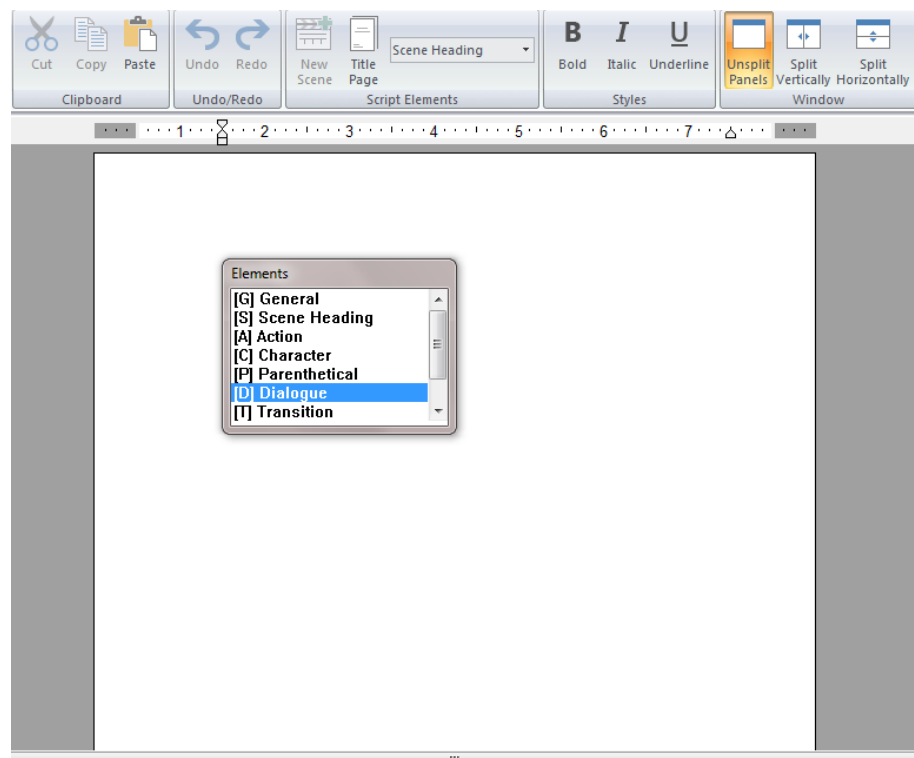 Cut Copy Paste Undo Redo New Scene Title Page Scene Heading Bold Italic Underline Unsplit Panels Split Vertically Split Horizontally
Clipboard Undo/Redo Script Elements Styles Window
1 2 3 4 5 6 7
Elements
[G] General
[S] Scene Heading
[A] Action
[C] Character
[P] Parenthetical
[D] Dialogue
[T] Transition